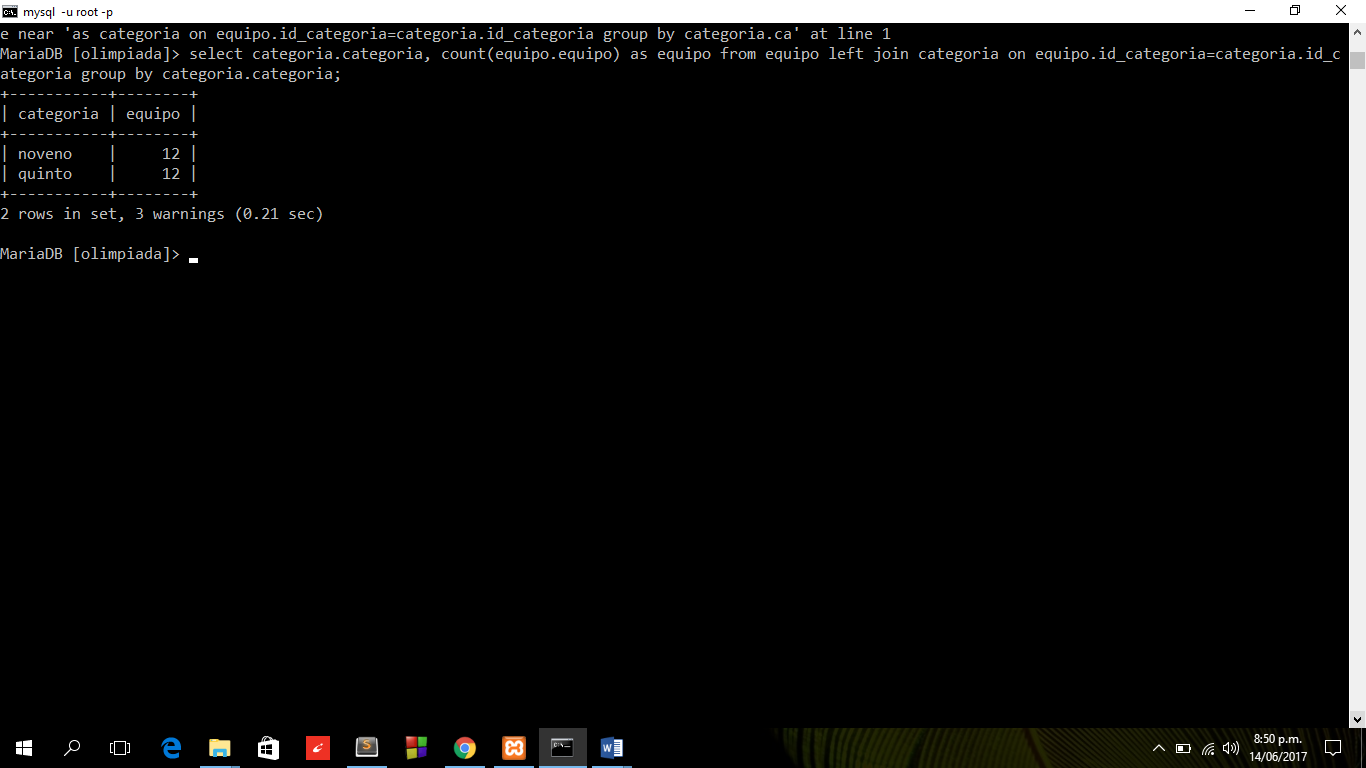 mysql -u root -p
e near 'as categoria on equipo.id_categoria=categoria.id_categoria group by categoria.ca' at line 1
MariaDB [olimpiada]> select categoria.categoria, count(equipo.equipo) as equipo from equipo left join categoria on equipo.id_categoria=categoria.id_c
ategoria group by categoria.categoria;
+-----------+--------+
| categoria | equipo |
+-----------+--------+
| noveno    |     12 |
| quinto    |     12 |
+-----------+--------+
2 rows in set, 3 warnings (0.21 sec)
MariaDB [olimpiada]>
8:50 p.m.
14/06/2017